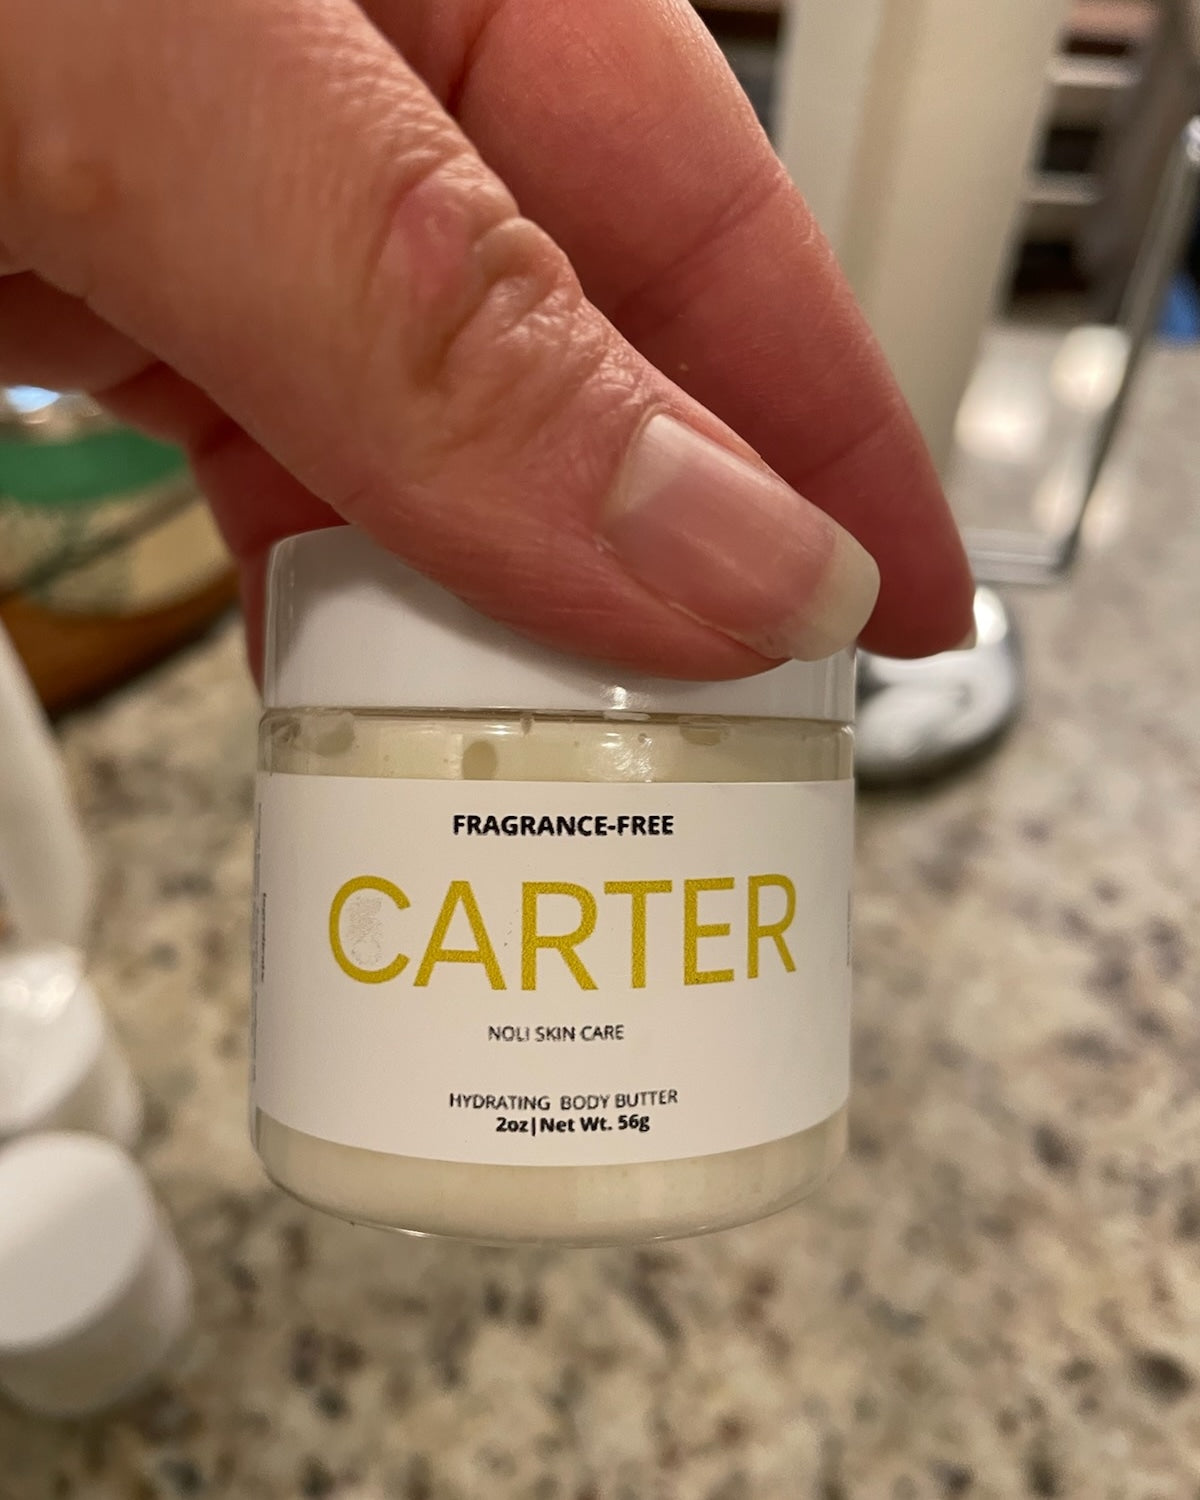 FRAGRANCE-FREE
CARTER
NOLI SKIN CARE
HYDRATING BODY BUTTER
2oz|Net Wt. 56g